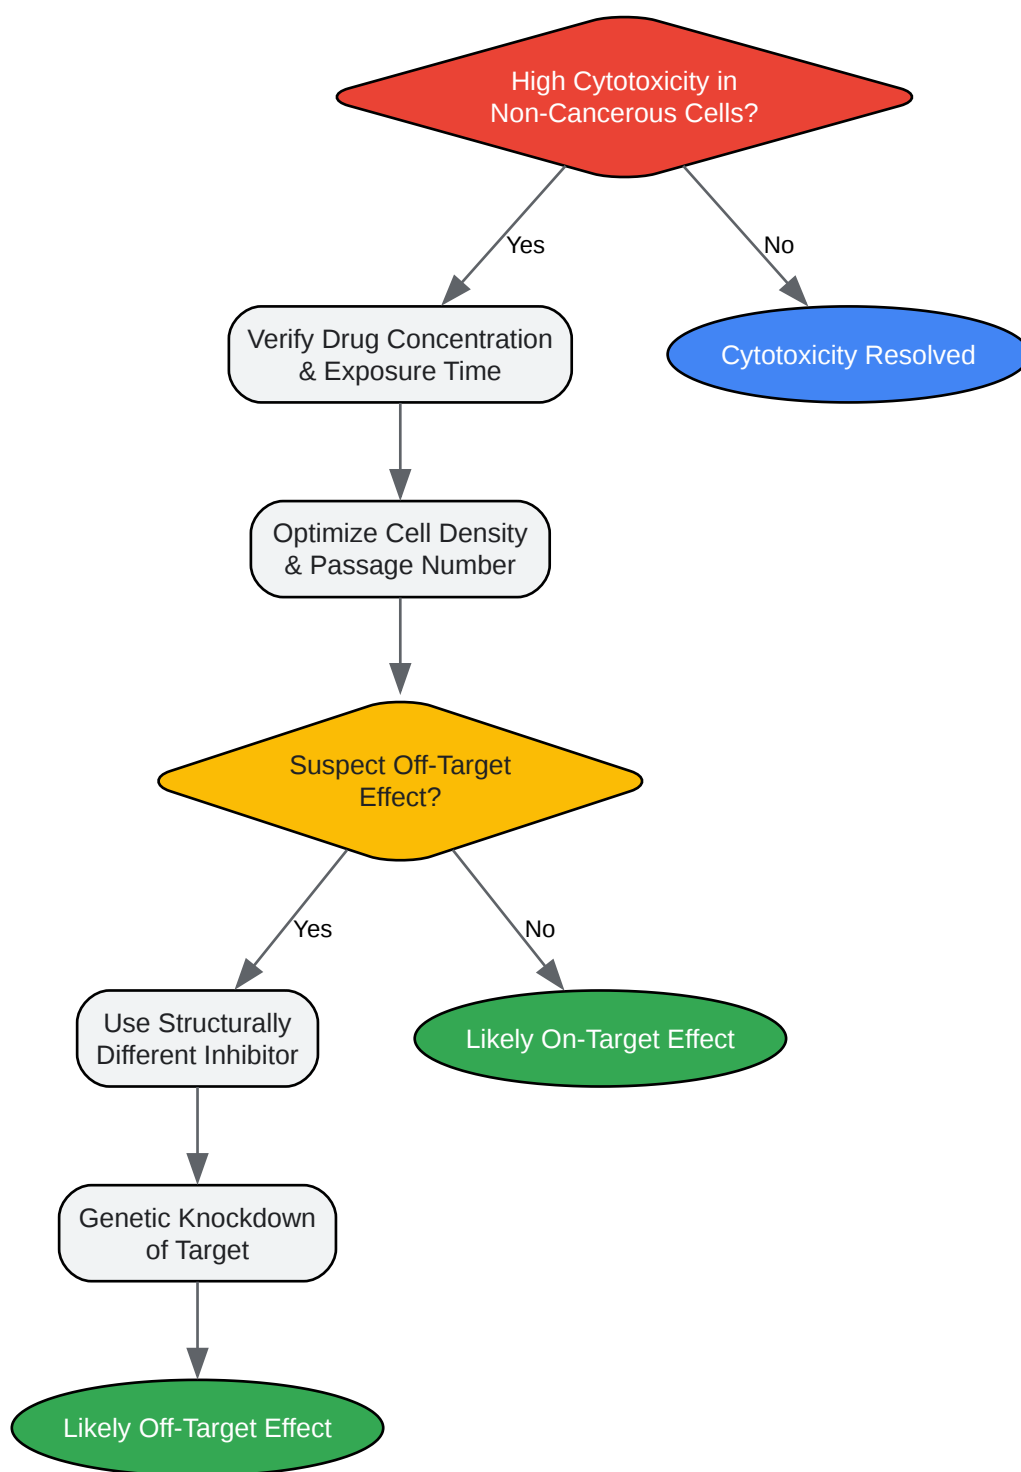 High Cytotoxicity in
Non-Cancerous Cells?
Yes
No
Verify Drug Concentration
& Exposure Time
Cytotoxicity Resolved
Optimize Cell Density
& Passage Number
Suspect Off-Target
Effect?
Yes
No
Use Structurally
Different Inhibitor
Likely On-Target Effect
Genetic Knockdown
of Target
Likely Off-Target Effect